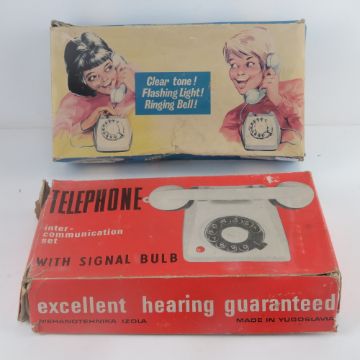 Clear tone!
Flashing Light!
Ringing Bell!
TELEPHONE
inter-
communication
set
WITH SIGNAL BULB
excellent hearing guaranteed
MEHANOTEHNIKA IZOLA
MADE IN YUGOSLAVIA